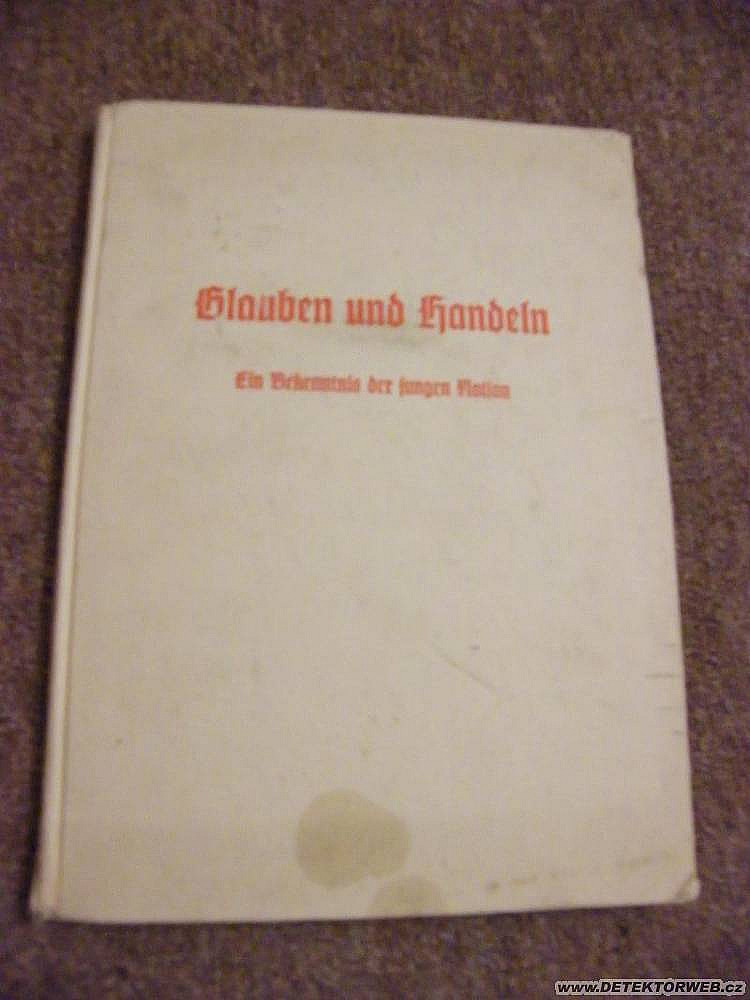 Glauben und Handeln
Ein Bekenntnis der jungen Nation
www.DETEKTORWEB.cz